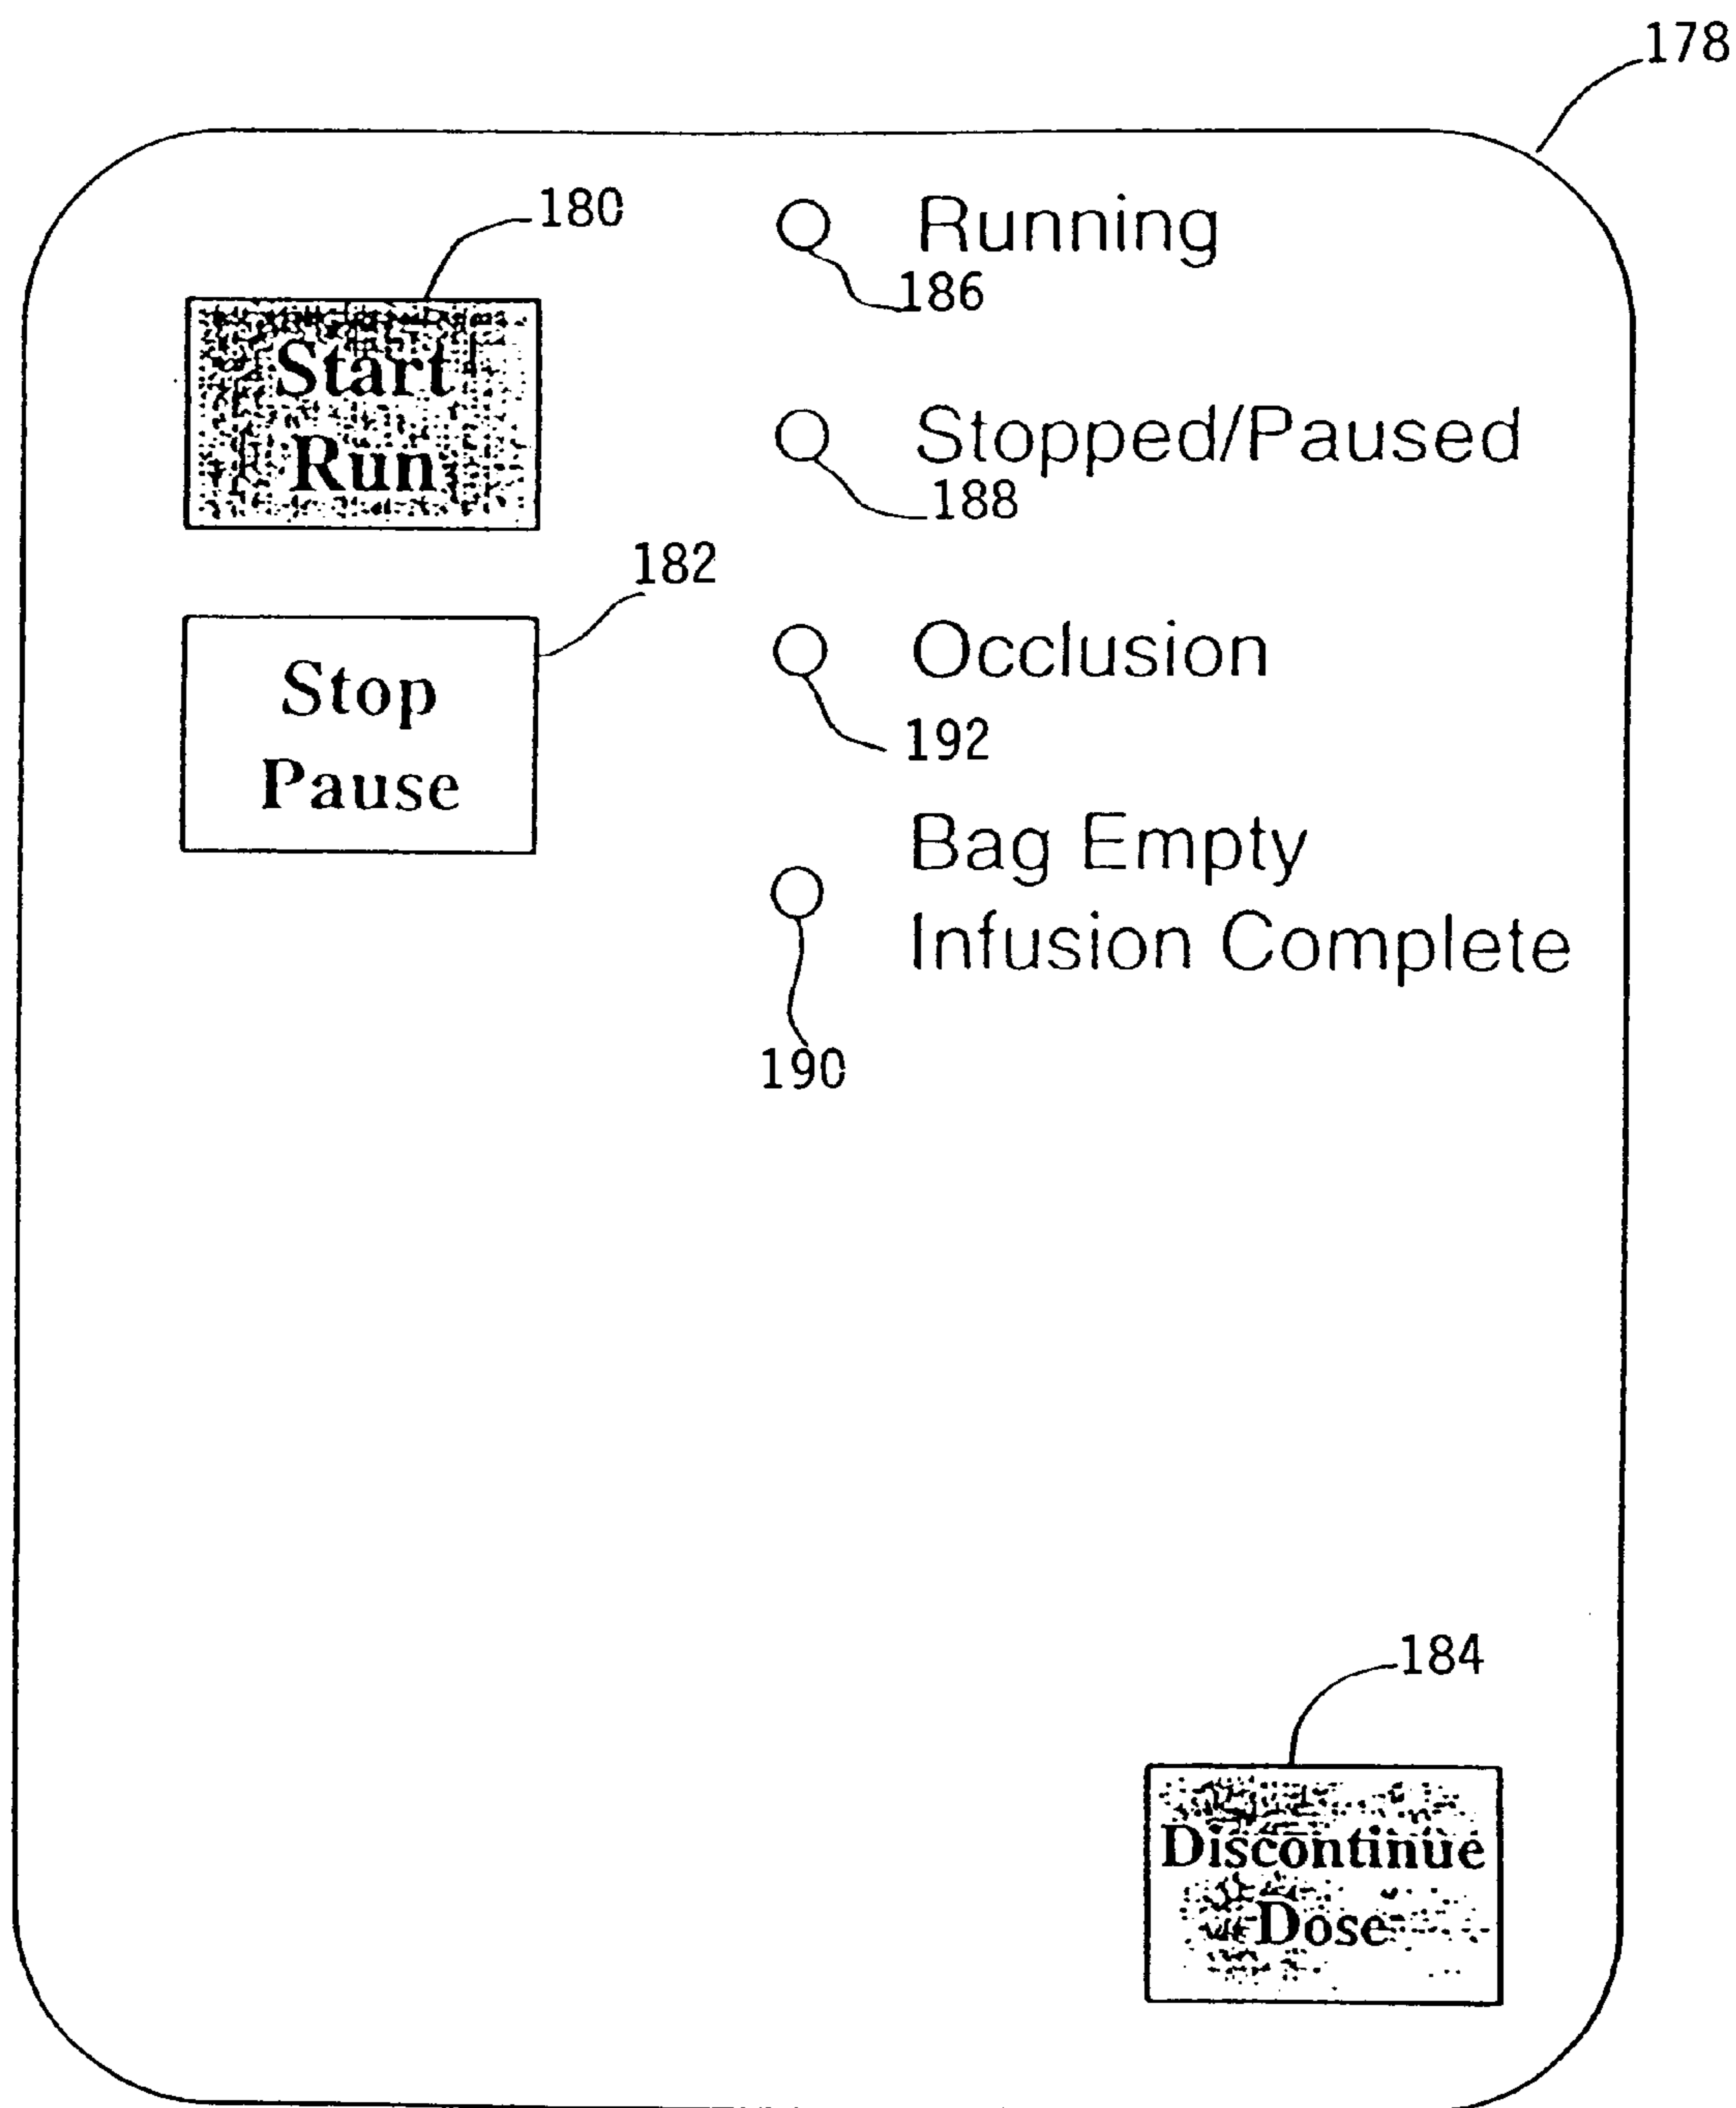 178
180
Running
186
Start
Run
Stopped/Paused
188
182
Stop
Pause
Occlusion
192
Bag Empty
Infusion Complete
190
184
Discontinue
Dose